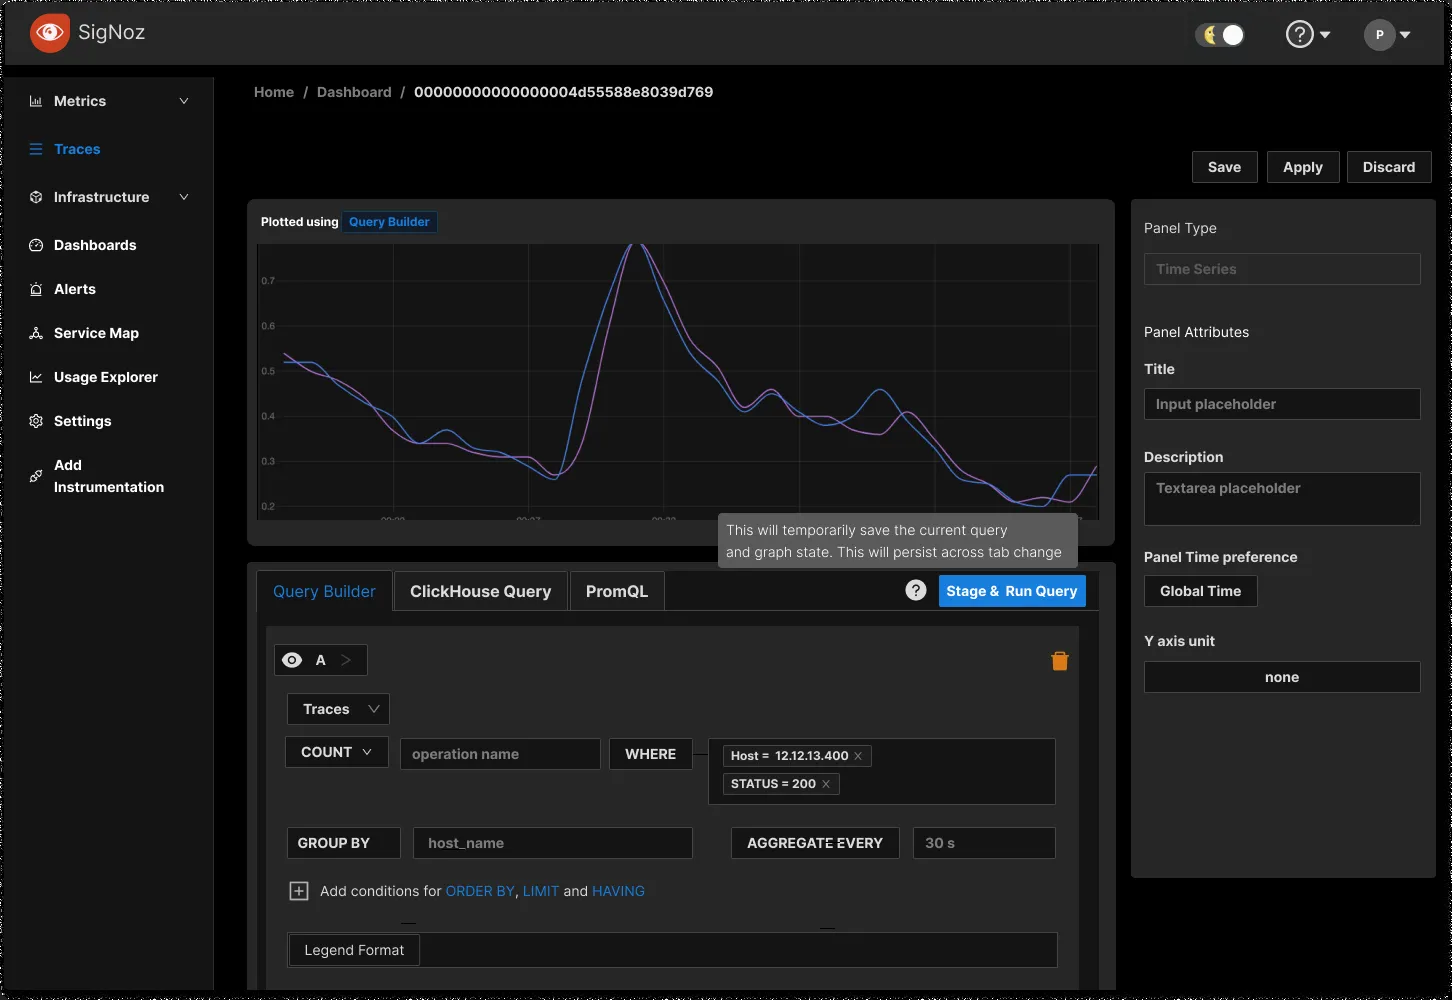 SigNoz
?
P
Metrics
Traces
Infrastructure
Dashboards
Alerts
Service Map
Usage Explorer
Settings
Add
Instrumentation
Home / Dashboard / 00000000000000004d55588e8039d769
Save
Apply
Discard
Plotted using Query Builder
0.7
0.6
0.5
0.4
0.3
0.2
This will temporarily save the current query
and graph state. This will persist across tab change
Query Builder
ClickHouse Query
PromQL
?
Stage & Run Query
A
Traces
COUNT
operation name
WHERE
Host = 12.12.13.400
STATUS = 200
GROUP BY
host_name
AGGREGATE EVERY
30 s
Add conditions for ORDER BY, LIMIT and HAVING
Legend Format
Panel Type
Time Series
Panel Attributes
Title
Input placeholder
Description
Textarea placeholder
Panel Time preference
Global Time
Y axis unit
none